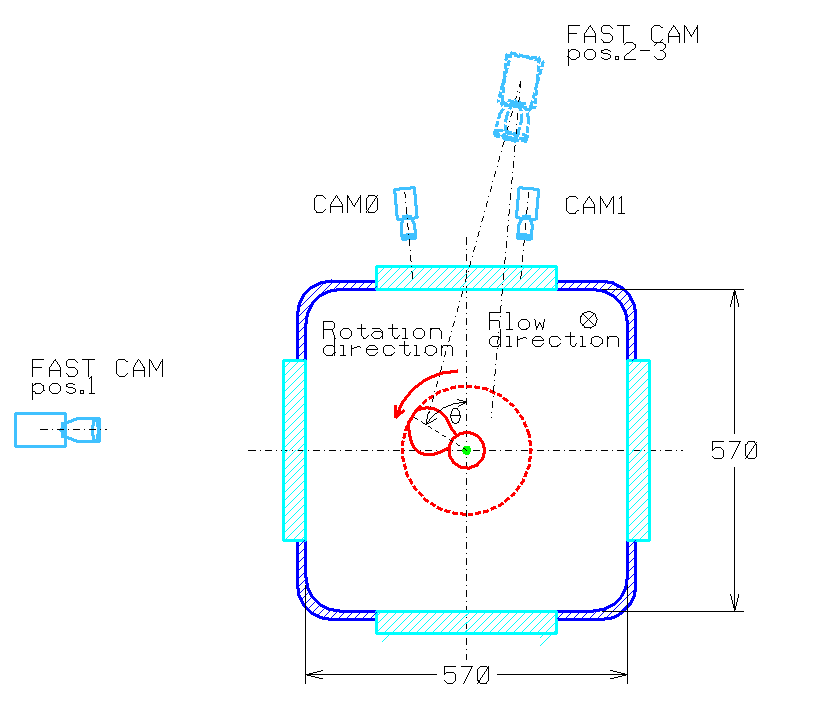 FAST CAM
pos.2-3
CAM0
CAM1
Rotation
direction
Flow
direction
FAST CAM
pos.1
θ
570
570